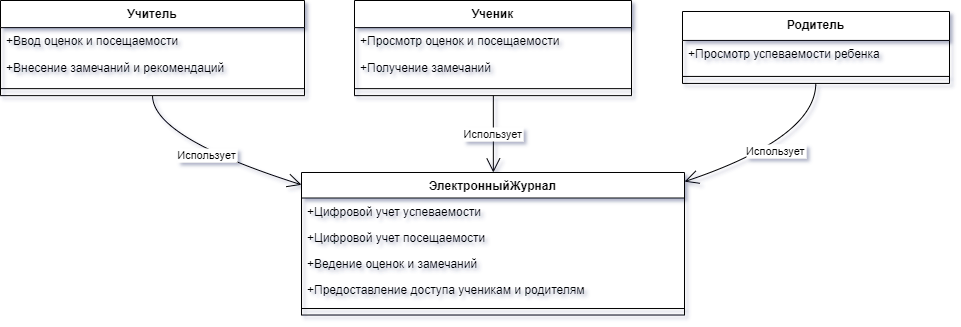 Учитель
+Ввод оценок и посещаемости
+Внесение замечаний и рекомендаций
Ученик
+Просмотр оценок и посещаемости
+Получение замечаний
Родитель
+Просмотр успеваемости ребенка
Использует
Использует
Использует
ЭлектронныйЖурнал
+Цифровой учет успеваемости
+Цифровой учет посещаемости
+Ведение оценок и замечаний
+Предоставление доступа ученикам и родителям